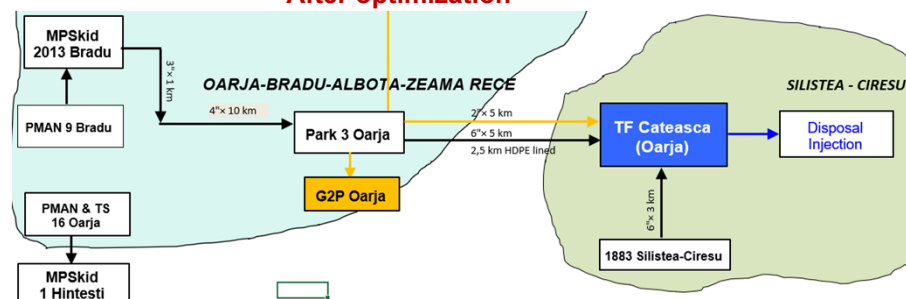 After optimization
MPSkid
2013 Bradu
3"× 1 km
OARJA-BRADU-ALBOTA-ZEAMA RECE
SILISTEA - CIRESU
4"× 10 km
2"× 5 km
PMAN 9 Bradu
Park 3 Oarja
6"× 5 km
2,5 km HDPE lined
TF Cateasca
(Oarja)
Disposal
Injection
G2P Oarja
6"× 3 km
PMAN & TS
16 Oarja
1883 Silistea-Ciresu
MPSkid
1 Hintesti